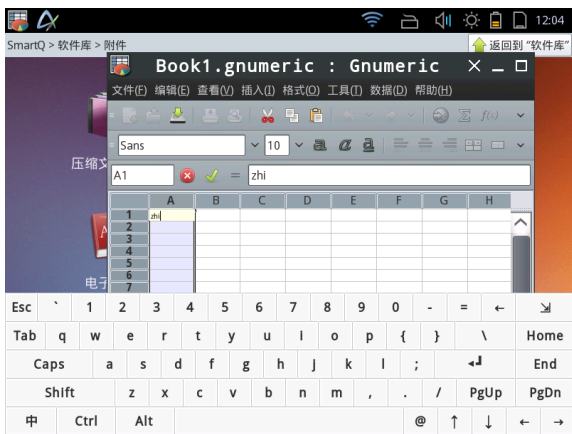 12:04
SmartQ > 软件库 > 附件
返回到 “软件库”
Book1.gnumeric : Gnumeric
文件(F) 编辑(E) 查看(V) 插入(I) 格式(O) 工具(T) 数据(D) 帮助(H)
Σ f(x)
Sans 10 a a a
压缩文
A1 = zhi
A B C D E F G H
1 zhi
2
3
4
5
6
7
电子
Esc ` 1 2 3 4 5 6 7 8 9 0 - = ←
Tab q w e r t y u i o p { } \ Home
Caps a s d f g h j k l ; End
Shift z x c v b n m , . / PgUp PgDn
中 Ctrl Alt @ ↑ ↓ ← →